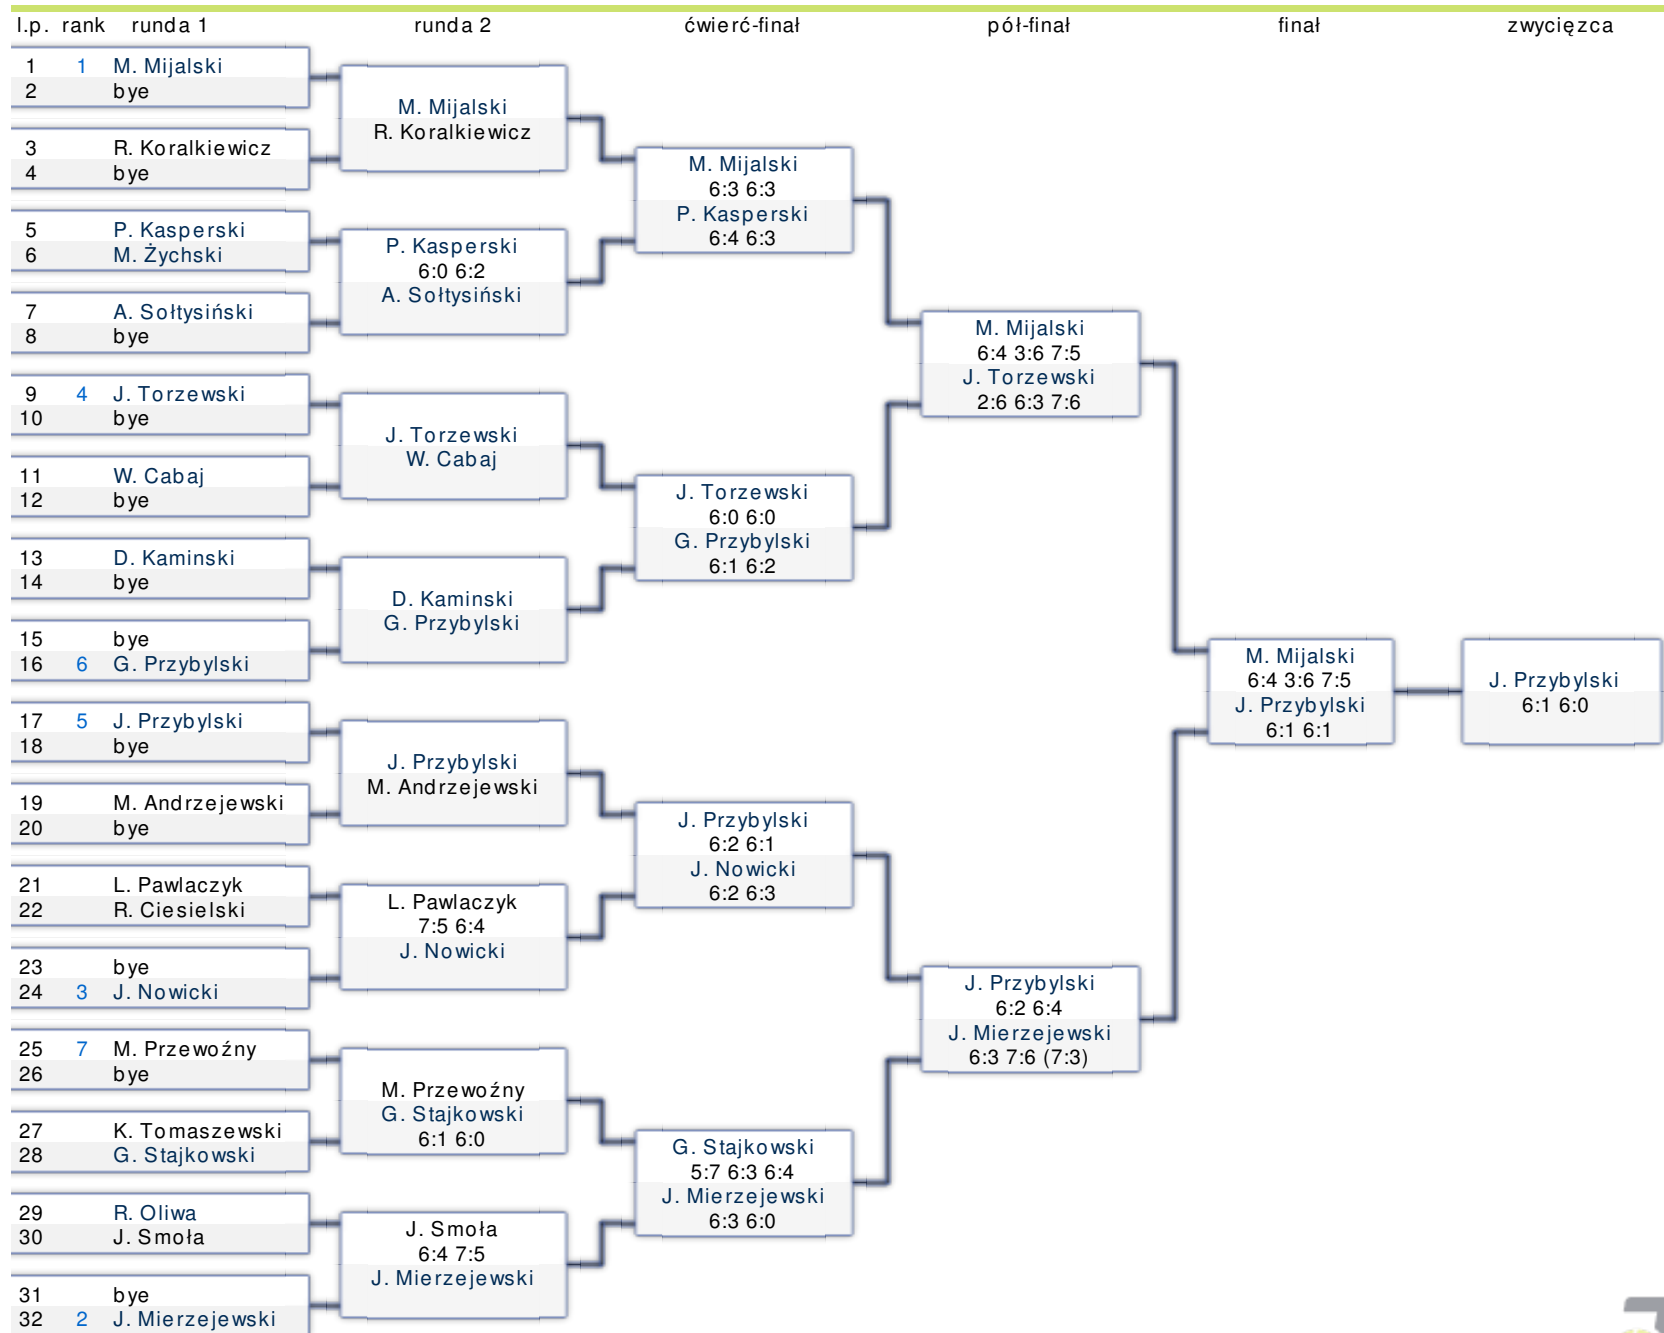 l.p. rank runda 1 runda 2 ćwierć-finał pół-finał finał zwycięzca
1 1 M. Mijalski
2 bye
3 R. Koralkiewicz
4 bye
5 P. Kasperski
6 M. Żychski
7 A. Sołtysiński
8 bye
9 4 J. Torzewski
10 bye
11 W. Cabaj
12 bye
13 D. Kaminski
14 bye
15 bye
16 6 G. Przybylski
17 5 J. Przybylski
18 bye
19 M. Andrzejewski
20 bye
21 L. Pawlaczyk
22 R. Ciesielski
23 bye
24 3 J. Nowicki
25 7 M. Przewoźny
26 bye
27 K. Tomaszewski
28 G. Stajkowski
29 R. Oliwa
30 J. Smoła
31 bye
32 2 J. Mierzejewski
M. Mijalski
R. Koralkiewicz
P. Kasperski
6:0 6:2
A. Sołtysiński
J. Torzewski
W. Cabaj
D. Kaminski
G. Przybylski
J. Przybylski
M. Andrzejewski
L. Pawlaczyk
7:5 6:4
J. Nowicki
M. Przewoźny
G. Stajkowski
6:1 6:0
J. Smoła
6:4 7:5
J. Mierzejewski
M. Mijalski
6:3 6:3
P. Kasperski
6:4 6:3
J. Torzewski
6:0 6:0
G. Przybylski
6:1 6:2
J. Przybylski
6:2 6:1
J. Nowicki
6:2 6:3
G. Stajkowski
5:7 6:3 6:4
J. Mierzejewski
6:3 6:0
M. Mijalski
6:4 3:6 7:5
J. Torzewski
2:6 6:3 7:6
J. Przybylski
6:2 6:4
J. Mierzejewski
6:3 7:6 (7:3)
M. Mijalski
6:4 3:6 7:5
J. Przybylski
6:1 6:1
J. Przybylski
6:1 6:0